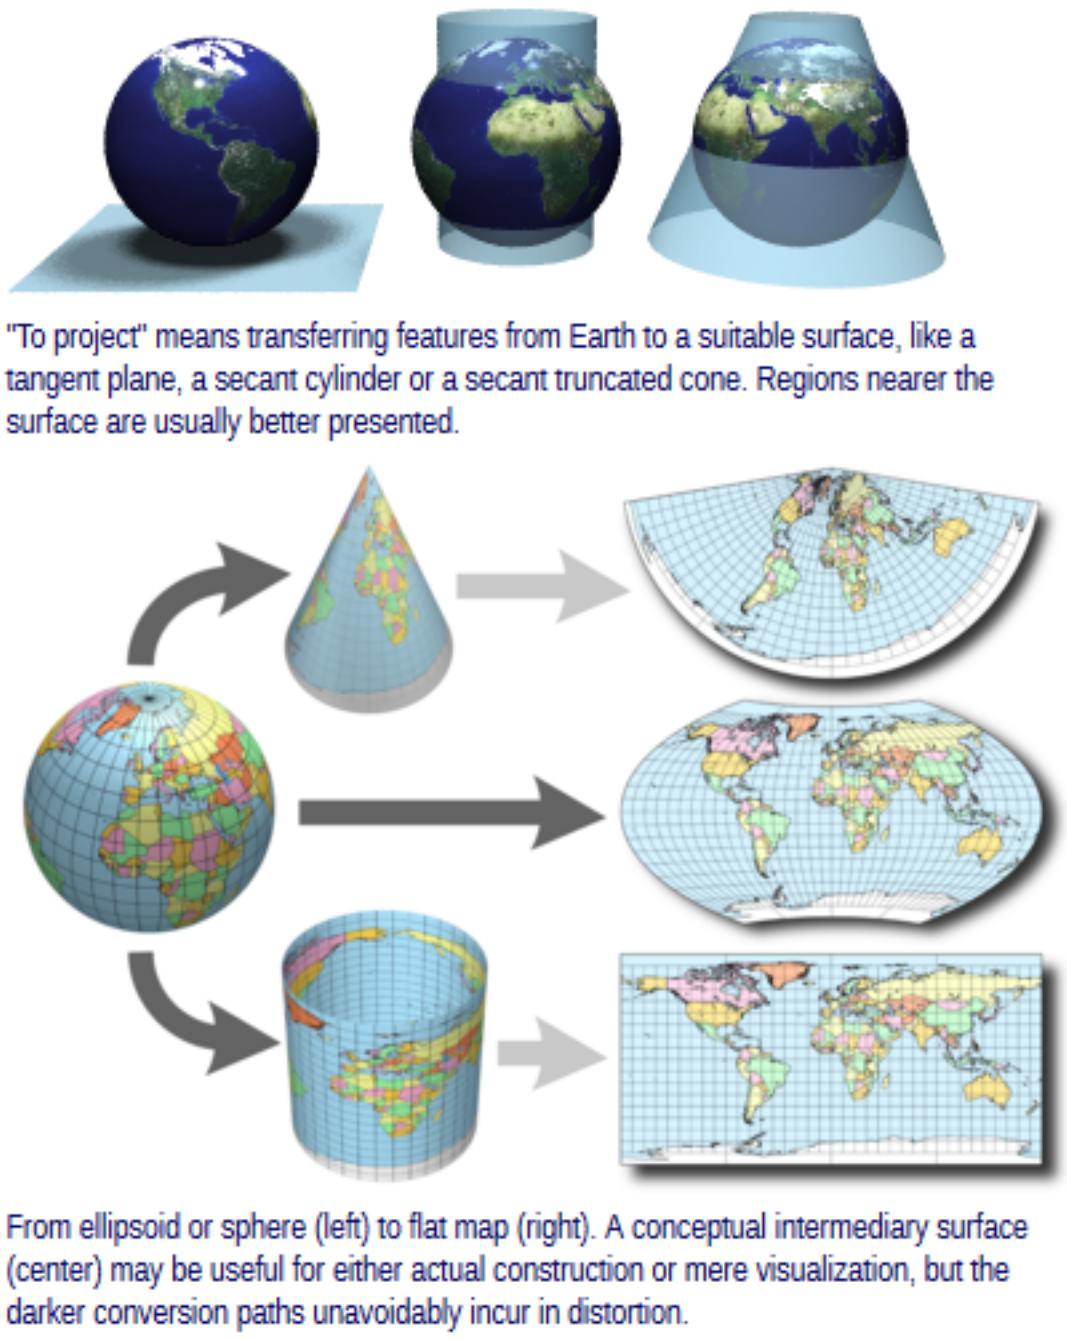 "To project" means transferring features from Earth to a suitable surface, like a
tangent plane, a secant cylinder or a secant truncated cone. Regions nearer the
surface are usually better presented.
From ellipsoid or sphere (left) to flat map (right). A conceptual intermediary surface
(center) may be useful for either actual construction or mere visualization, but the
darker conversion paths unavoidably incur in distortion.